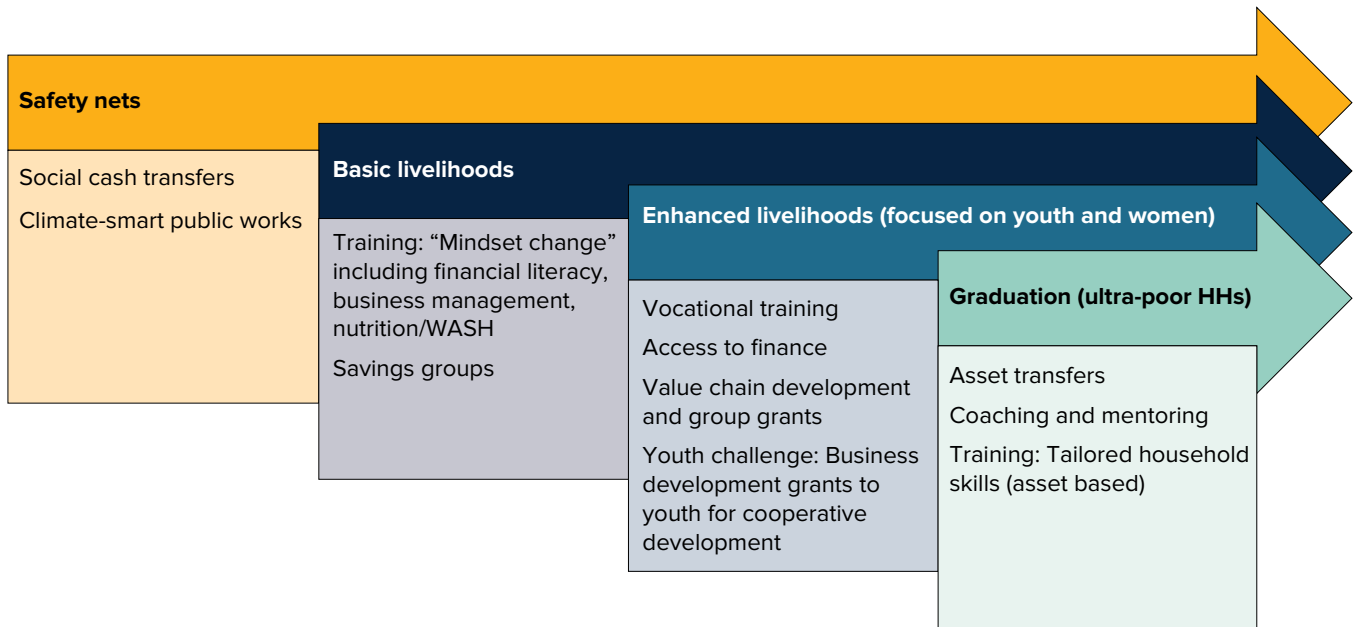 Safety nets
Social cash transfers
Climate-smart public works
Basic livelihoods
Training: “Mindset change”
including financial literacy,
business management,
nutrition/WASH
Savings groups
Enhanced livelihoods (focused on youth and women)
Vocational training
Access to finance
Value chain development
and group grants
Youth challenge: Business
development grants to
youth for cooperative
development
Graduation (ultra-poor HHs)
Asset transfers
Coaching and mentoring
Training: Tailored household
skills (asset based)